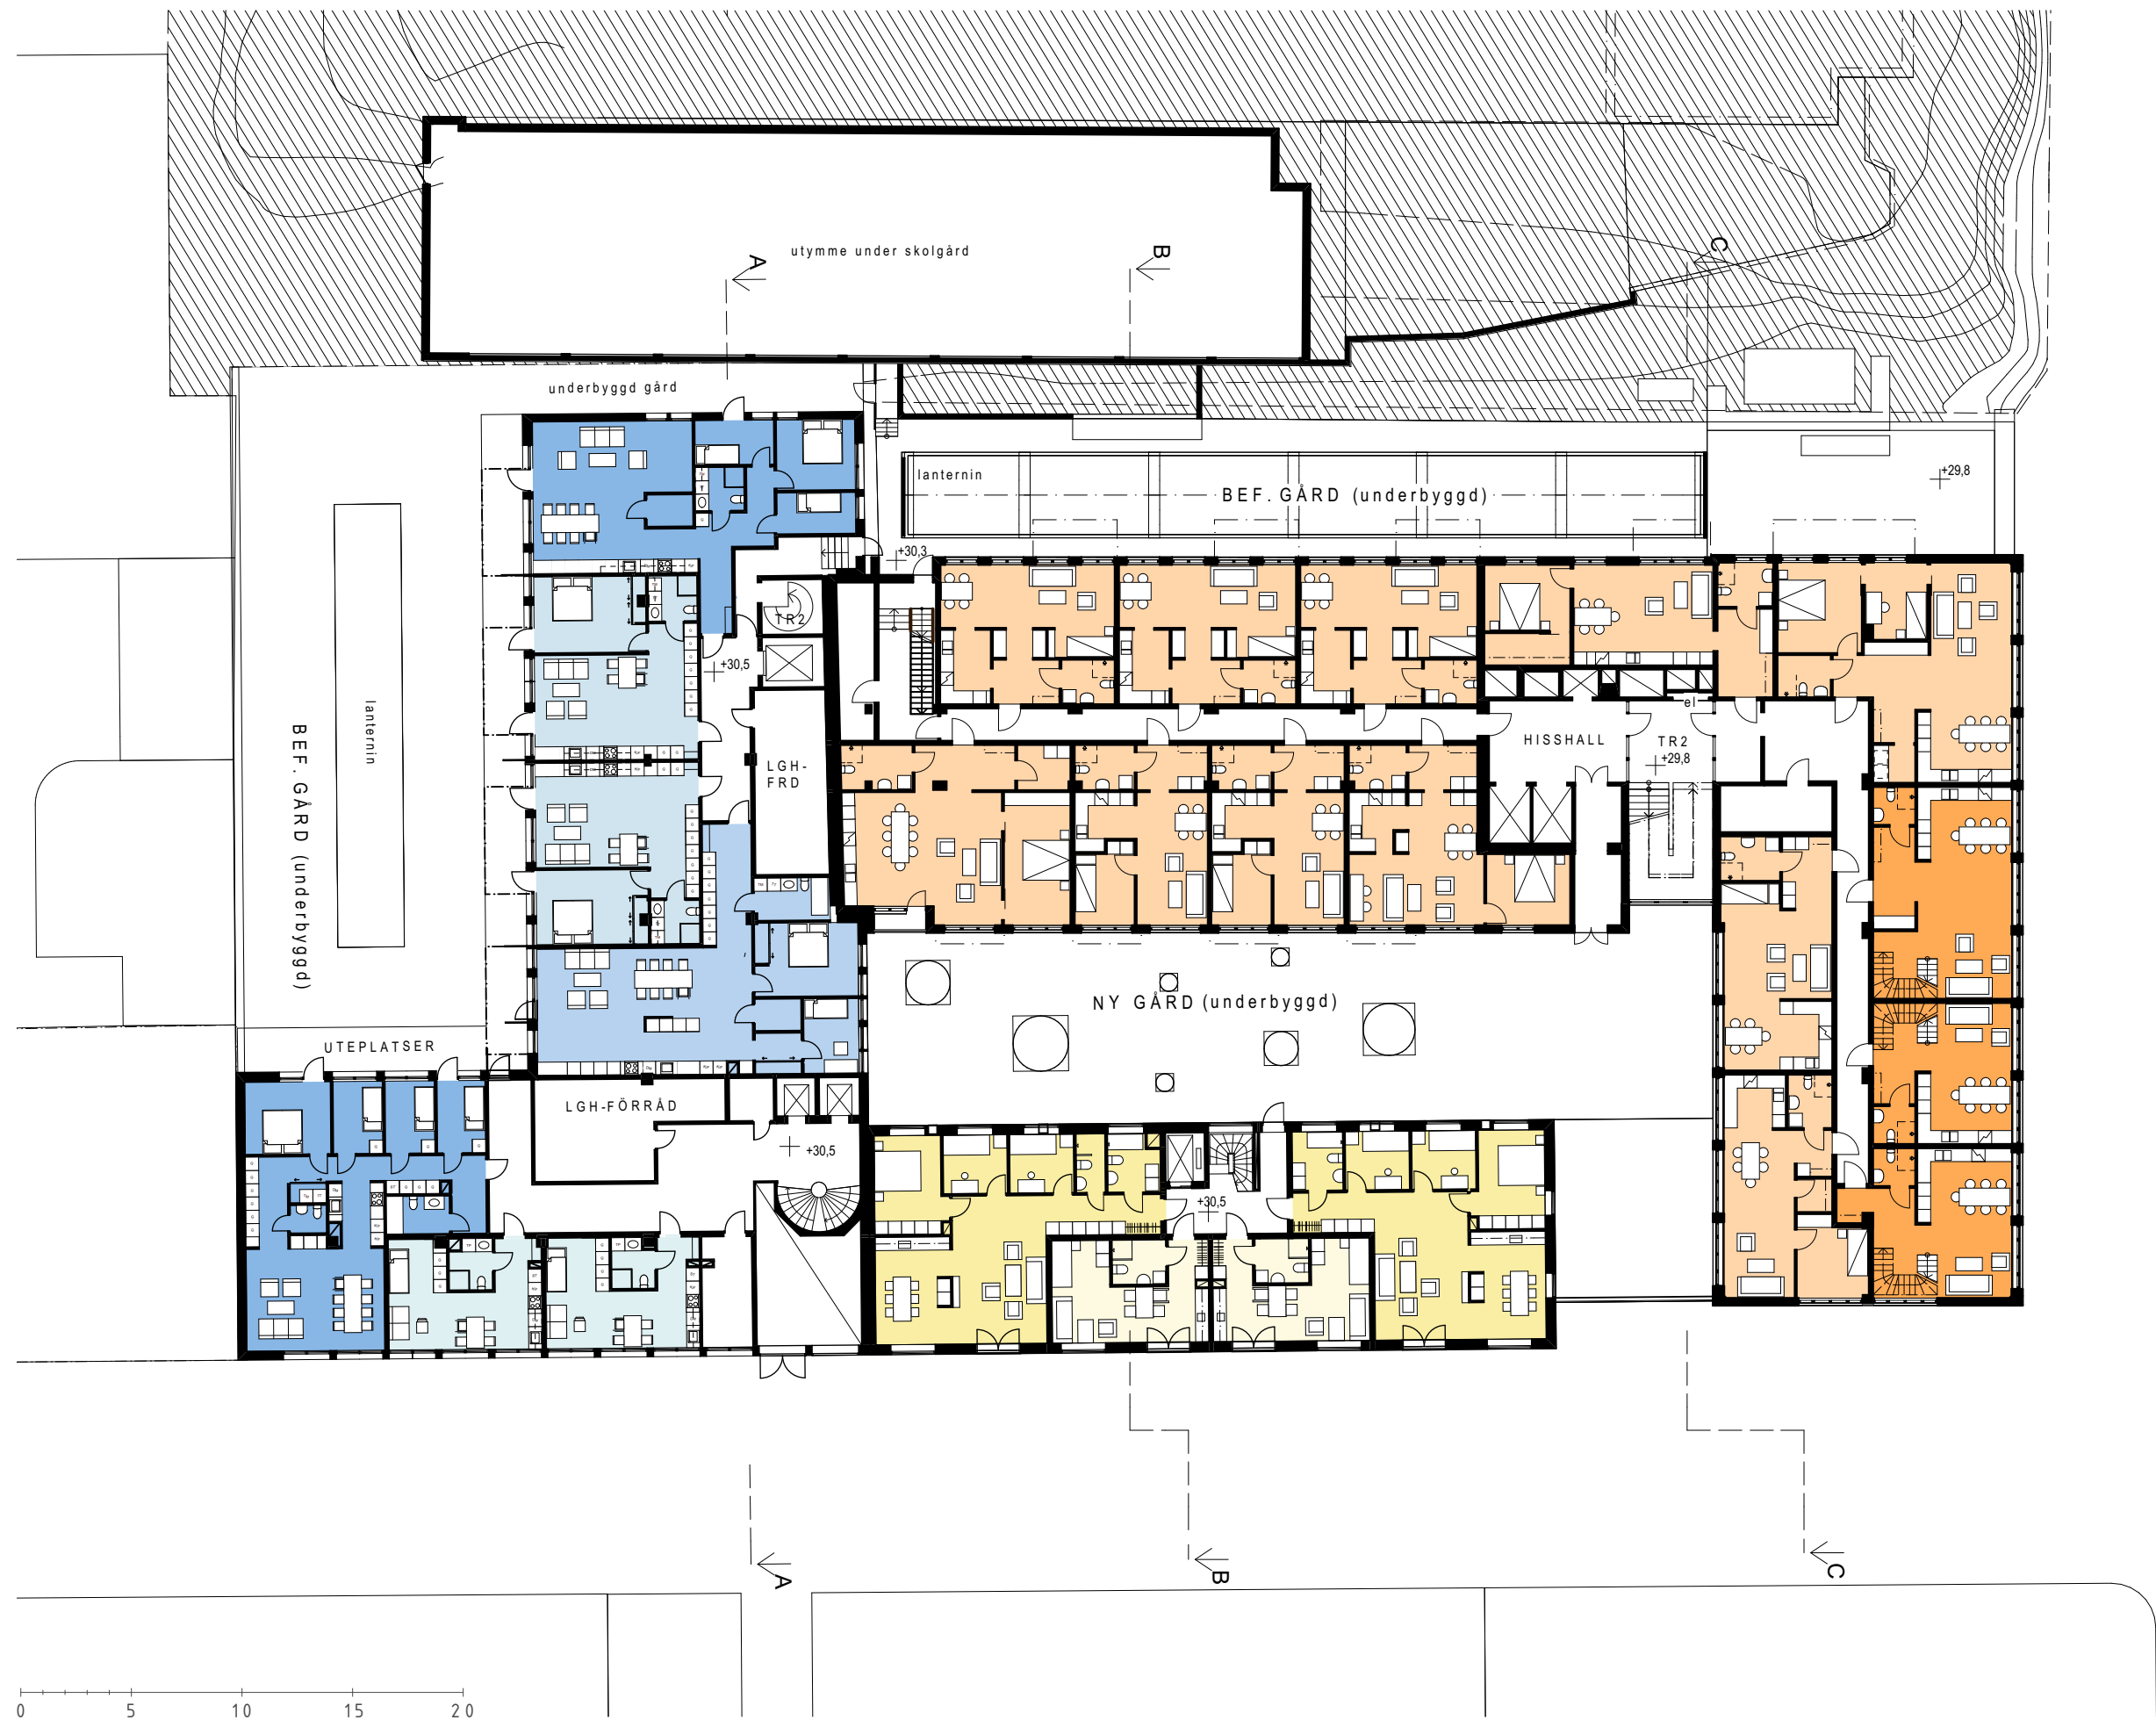 A
B
C
utymme under skolgård
underbyggd gård
lanternin
BEF. GÅRD (underbyggd)
+29,8
+30,3
TR2
+30,5
el
HISSHALL
TR2
+29,8
LGH-
FRD
lanternin
BEF. GÅRD (underbyggd)
NY GÅRD (underbyggd)
UTEPLATSER
LGH-FÖRRÅD
+30,5
+30,5
A
B
C
0 5 10 15 20